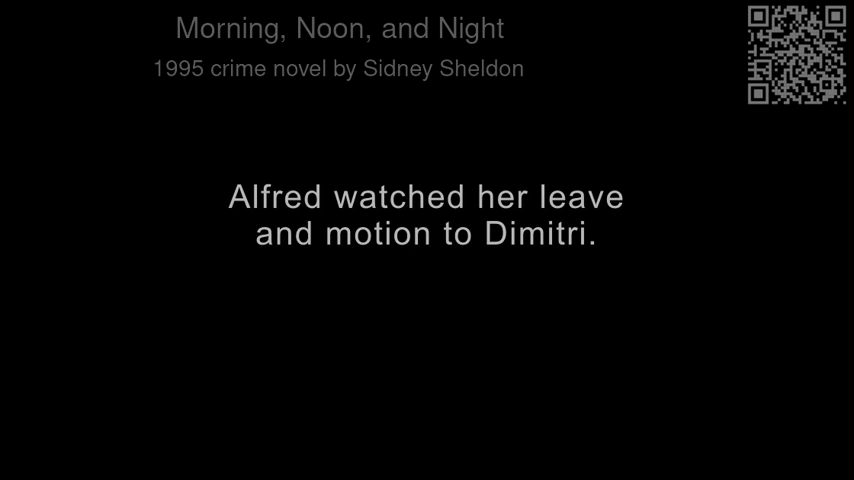 Morning, Noon, and Night
1995 crime novel by Sidney Sheldon
Alfred watched her leave
and motion to Dimitri.